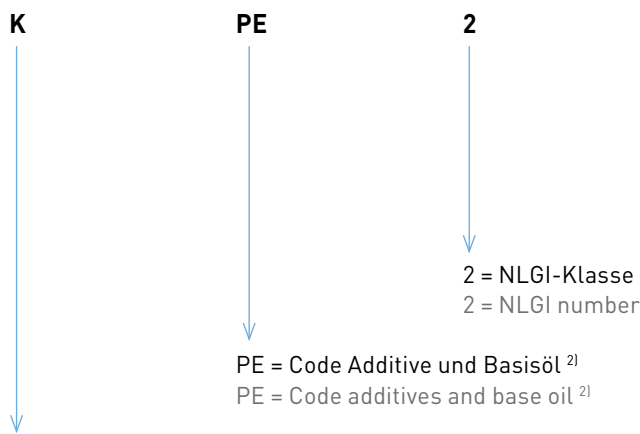 K PE 2
2 = NLGI-Klasse
2 = NLGI number
PE = Code Additive und Basisöl 2)
PE = Code additives and base oil 2)